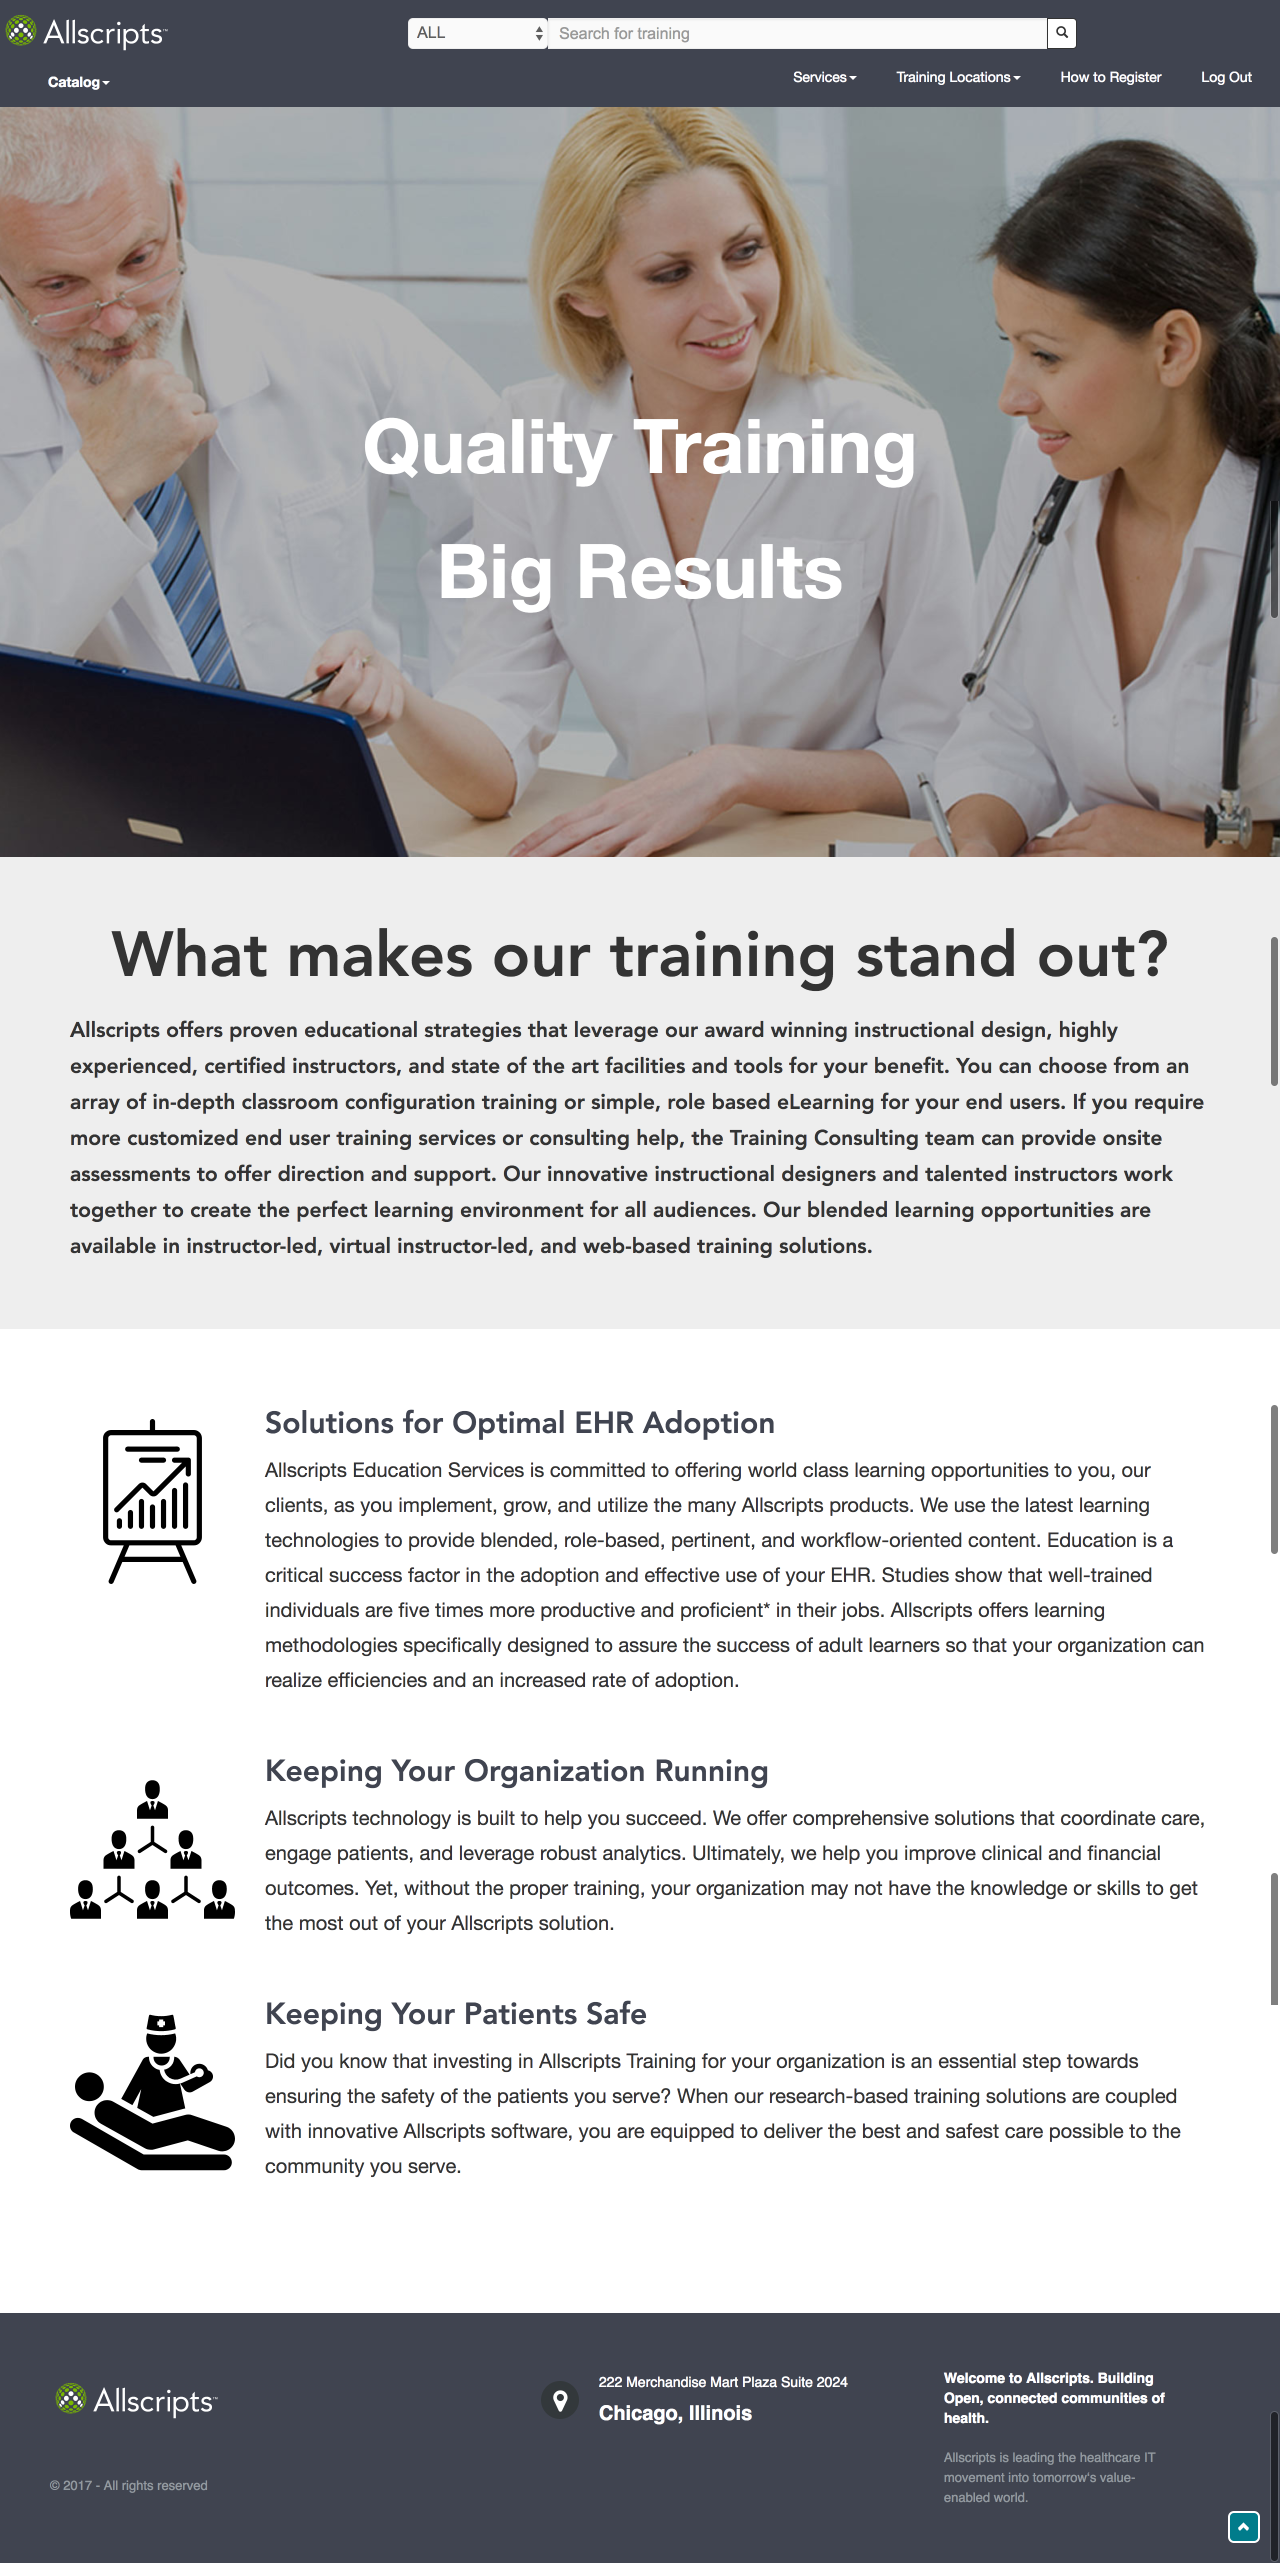 Allscripts™
ALL
Search for training
Catalog
Services
Training Locations
How to Register
Log Out
Quality Training
Big Results
What makes our training stand out?
Allscripts offers proven educational strategies that leverage our award winning instructional design, highly
experienced, certified instructors, and state of the art facilities and tools for your benefit. You can choose from an
array of in-depth classroom configuration training or simple, role based eLearning for your end users. If you require
more customized end user training services or consulting help, the Training Consulting team can provide onsite
assessments to offer direction and support. Our innovative instructional designers and talented instructors work
together to create the perfect learning environment for all audiences. Our blended learning opportunities are
available in instructor-led, virtual instructor-led, and web-based training solutions.
Solutions for Optimal EHR Adoption
Allscripts Education Services is committed to offering world class learning opportunities to you, our
clients, as you implement, grow, and utilize the many Allscripts products. We use the latest learning
technologies to provide blended, role-based, pertinent, and workflow-oriented content. Education is a
critical success factor in the adoption and effective use of your EHR. Studies show that well-trained
individuals are five times more productive and proficient* in their jobs. Allscripts offers learning
methodologies specifically designed to assure the success of adult learners so that your organization can
realize efficiencies and an increased rate of adoption.
Keeping Your Organization Running
Allscripts technology is built to help you succeed. We offer comprehensive solutions that coordinate care,
engage patients, and leverage robust analytics. Ultimately, we help you improve clinical and financial
outcomes. Yet, without the proper training, your organization may not have the knowledge or skills to get
the most out of your Allscripts solution.
Keeping Your Patients Safe
Did you know that investing in Allscripts Training for your organization is an essential step towards
ensuring the safety of the patients you serve? When our research-based training solutions are coupled
with innovative Allscripts software, you are equipped to deliver the best and safest care possible to the
community you serve.
Allscripts™
© 2017 - All rights reserved
222 Merchandise Mart Plaza Suite 2024
Chicago, Illinois
Welcome to Allscripts. Building
Open, connected communities of
health.
Allscripts is leading the healthcare IT
movement into tomorrow's value-
enabled world.